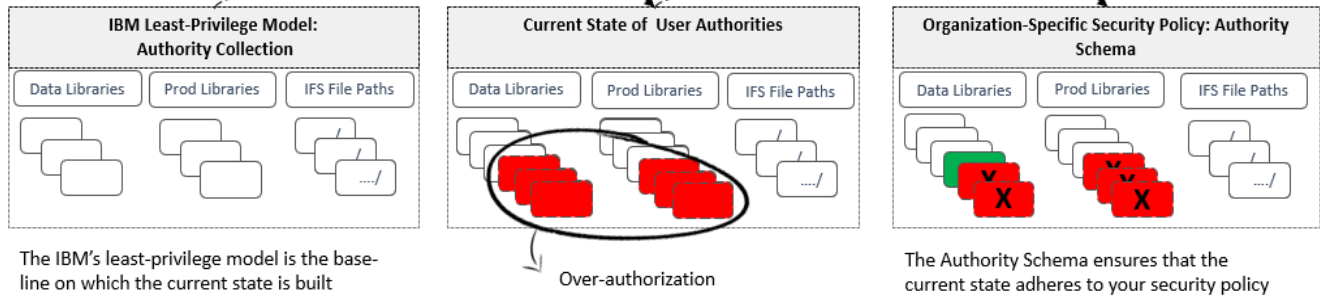 IBM Least-Privilege Model:
Authority Collection
Data Libraries
Prod Libraries
IFS File Paths
/
/
..../
The IBM's least-privilege model is the base-
line on which the current state is built
Current State of User Authorities
Data Libraries
Prod Libraries
IFS File Paths
/
/
..../
Over-authorization
Organization-Specific Security Policy: Authority
Schema
Data Libraries
Prod Libraries
IFS File Paths
X
X
X
X
X
/
/
..../
The Authority Schema ensures that the
current state adheres to your security policy